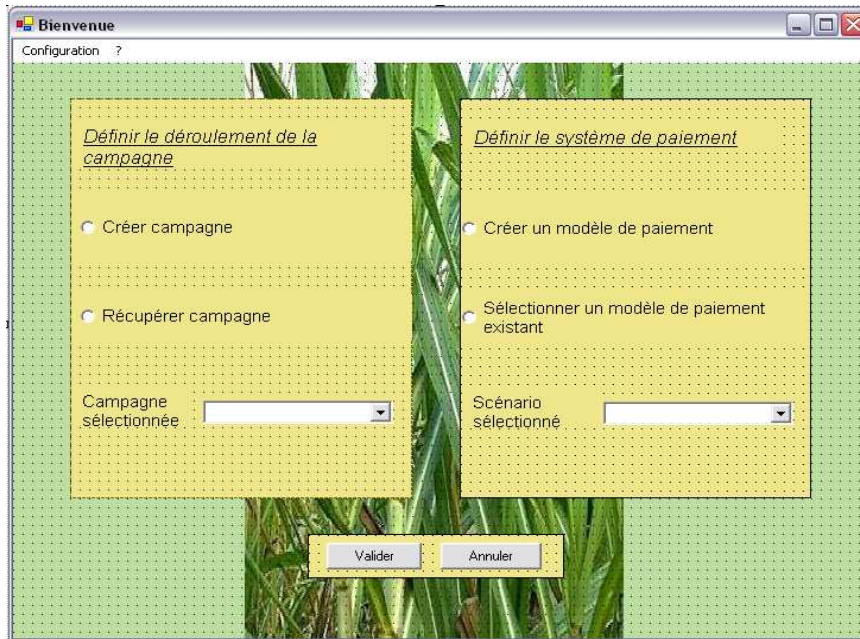 Bienvenue
Configuration ?
Définir le déroulement de la
campagne
Créer campagne
Récupérer campagne
Campagne
sélectionnée
Définir le système de paiement
Créer un modèle de paiement
Sélectionner un modèle de paiement
existant
Scénario
sélectionné
Valider
Annuler